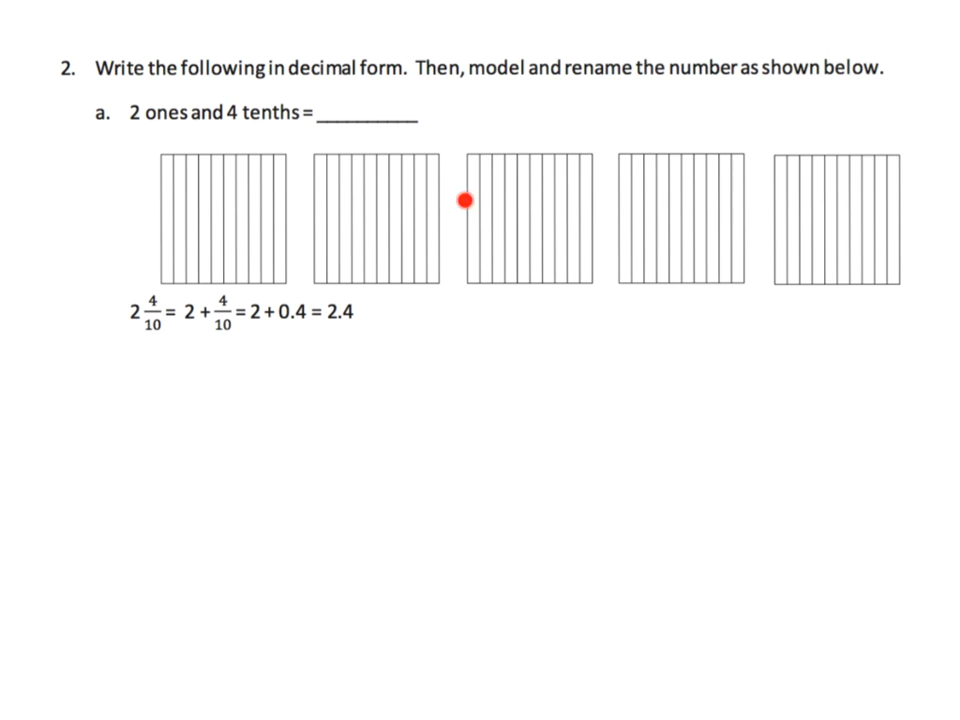 2. Write the following in decimal form. Then, model and rename the number as shown below.
a. 2 ones and 4 tenths = __________
2 4/10 = 2 + 4/10 = 2 + 0.4 = 2.4